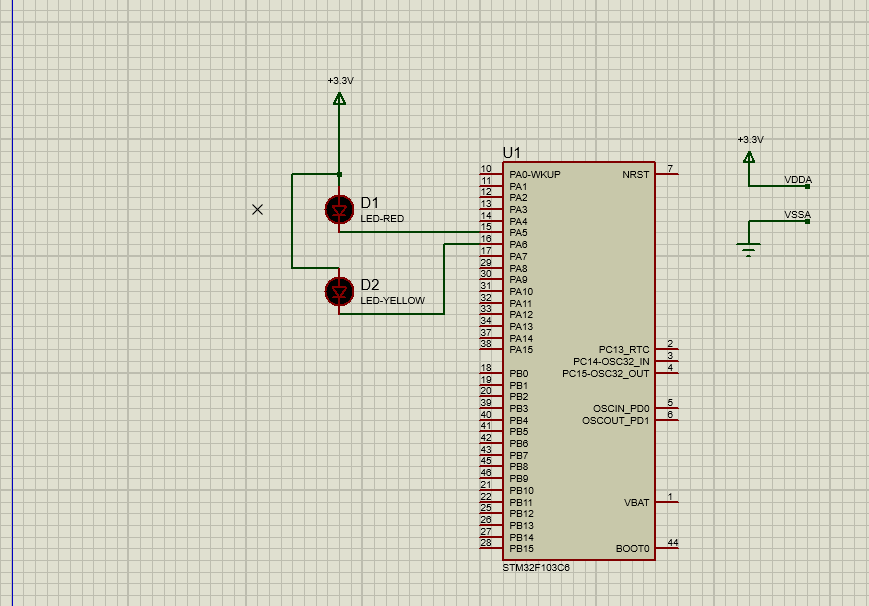 +3.3V
D1
LED-RED
D2
LED-YELLOW
U1
10 PA0-WKUP NRST 7
11 PA1
12 PA2
13 PA3
14 PA4
15 PA5
16 PA6
17 PA7
29 PA8
30 PA9
31 PA10
32 PA11
33 PA12
34 PA13
37 PA14
38 PA15
PC13_RTC 2
PC14-OSC32_IN 3
PC15-OSC32_OUT 4
18 PB0
19 PB1
20 PB2
39 PB3
40 PB4
41 PB5
42 PB6
43 PB7
45 PB8
46 PB9
21 PB10
22 PB11
25 PB12
26 PB13
27 PB14
28 PB15
OSCIN_PD0 5
OSCOUT_PD1 6
VBAT 1
BOOT0 44
STM32F103C6
+3.3V
VDDA
VSSA